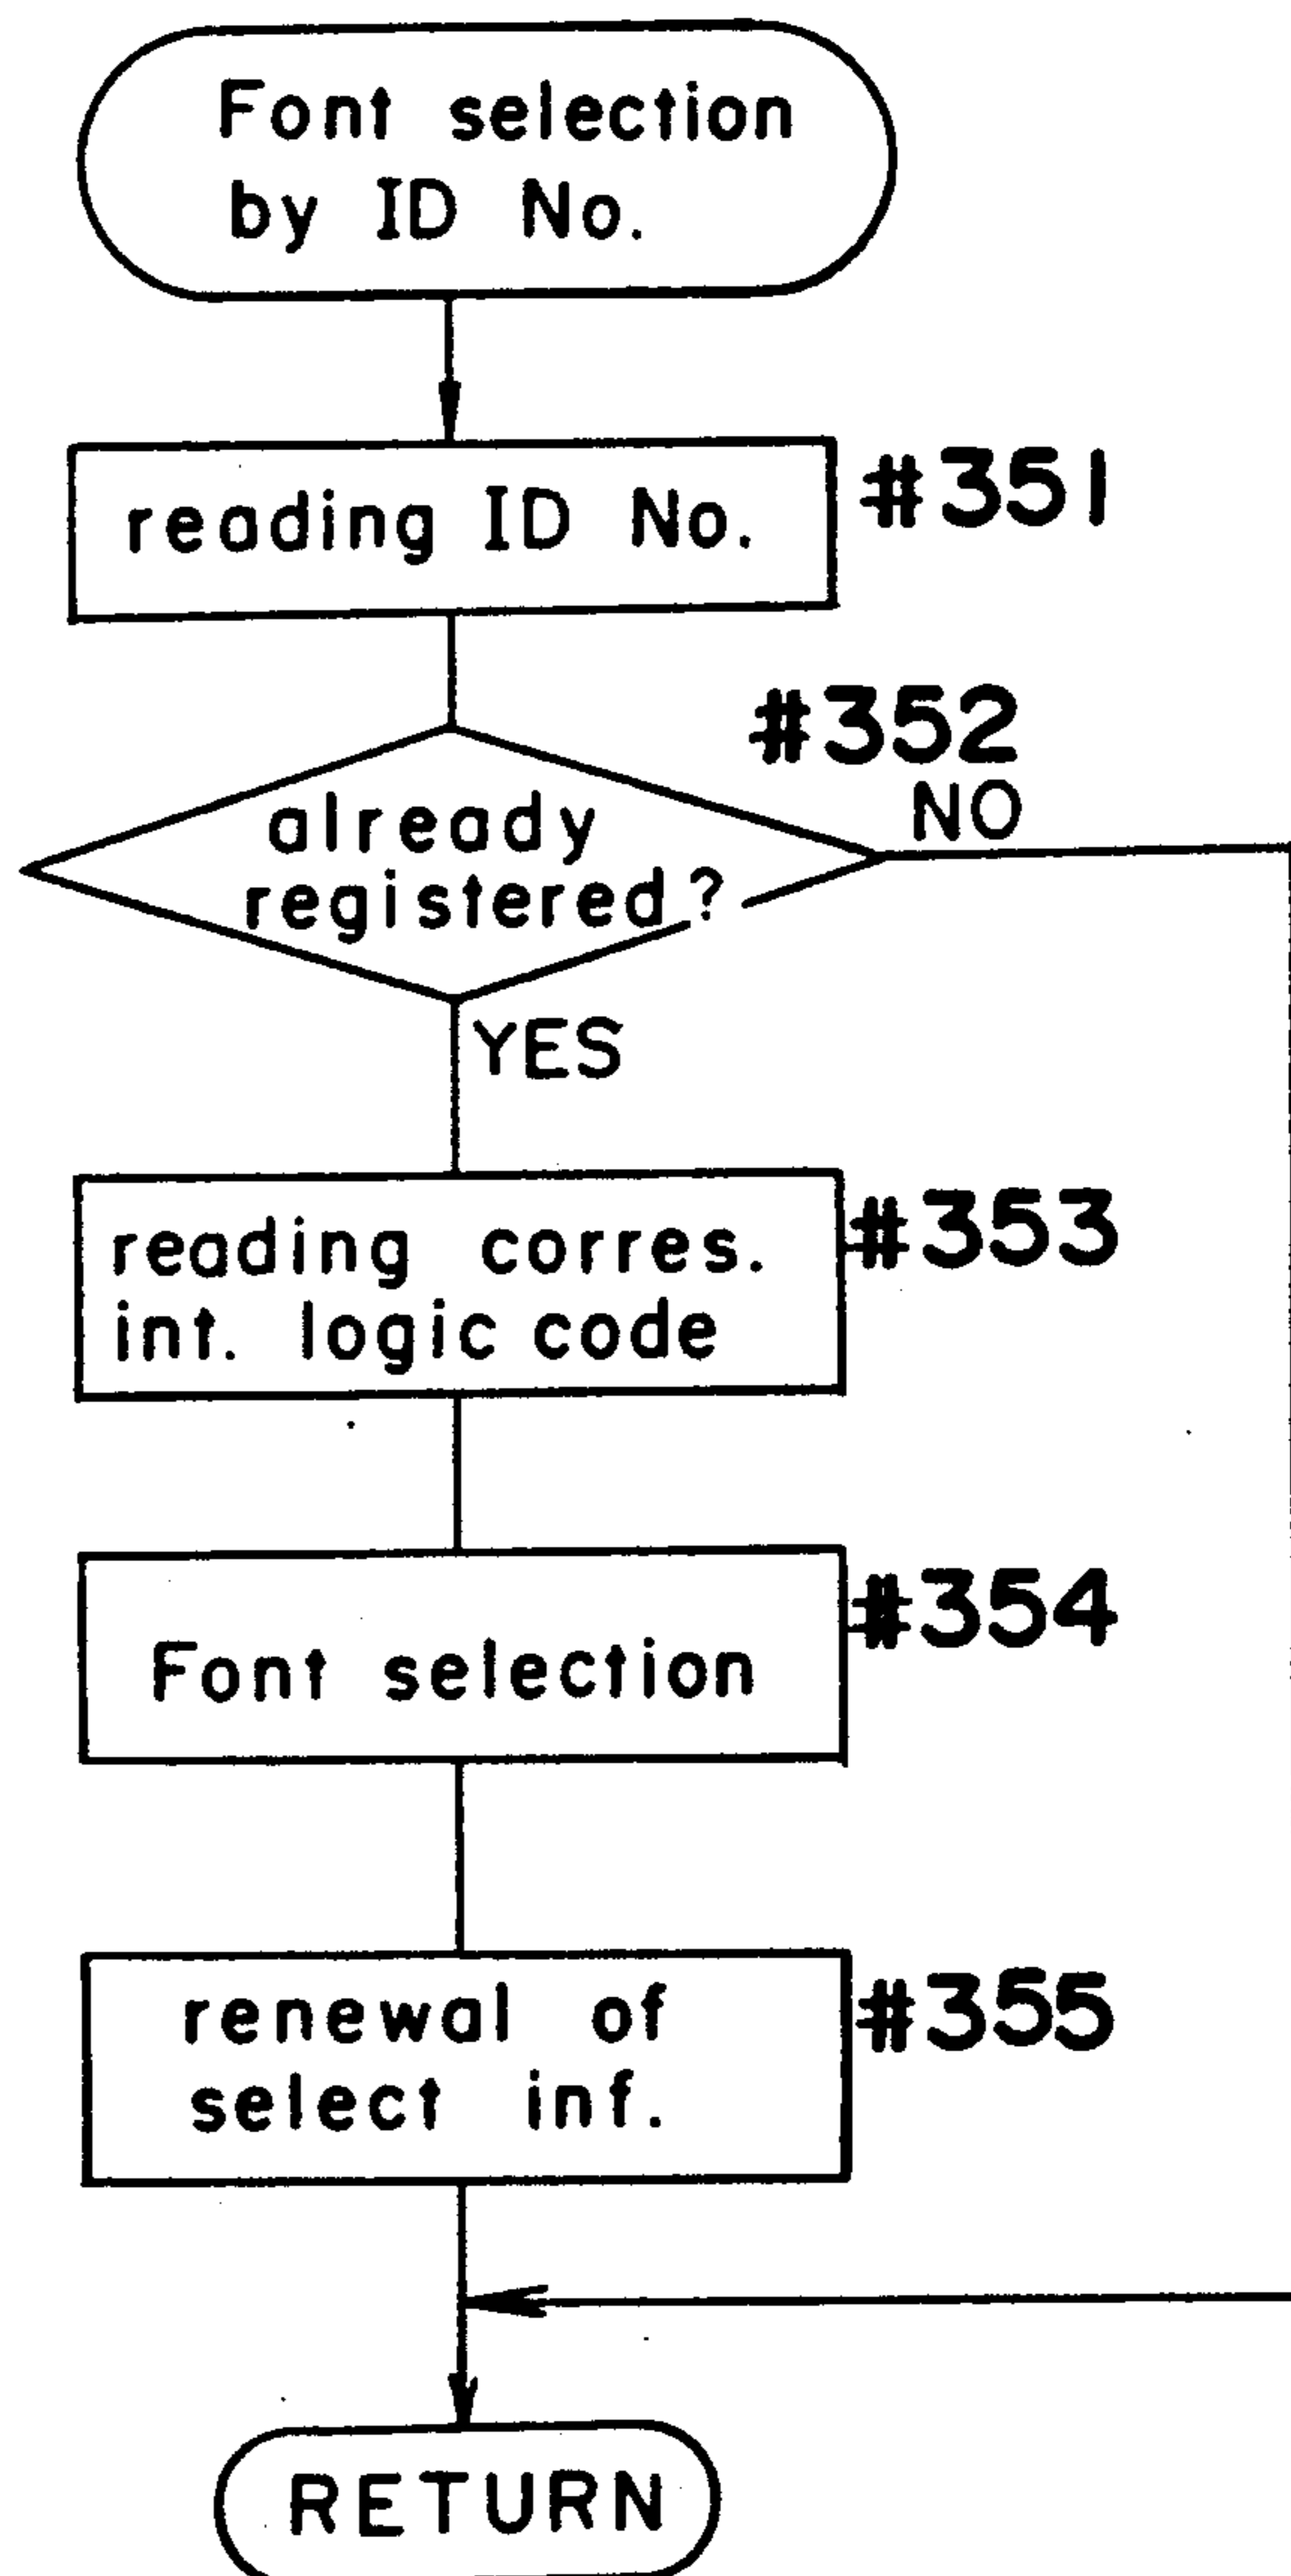 Font selection
by ID No.
reading ID No.
#351
#352
already
registered?
NO
YES
reading corres.
int. logic code
#353
Font selection
#354
renewal of
select inf.
#355
RETURN